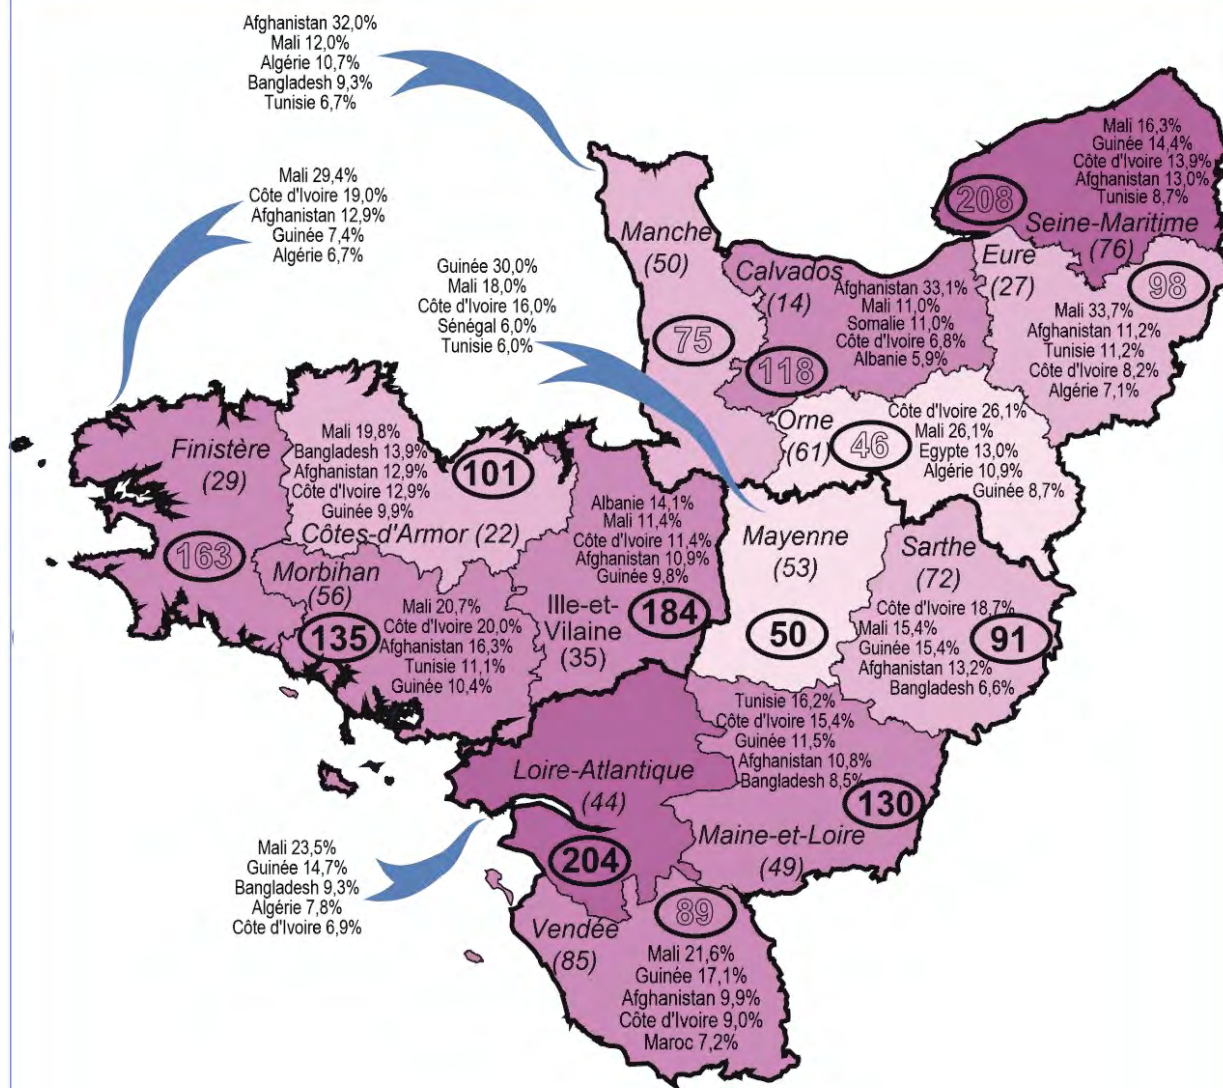 Afghanistan 32,0%
Mali 12,0%
Algérie 10,7%
Bangladesh 9,3%
Tunisie 6,7%
Mali 29,4%
Côte d'Ivoire 19,0%
Afghanistan 12,9%
Guinée 7,4%
Algérie 6,7%
Guinée 30,0%
Mali 18,0%
Côte d'Ivoire 16,0%
Sénégal 6,0%
Tunisie 6,0%
Manche
(50)
75
Calvados
(14)
Afghanistan 33,1%
Mali 11,0%
Somalie 11,0%
Côte d'Ivoire 6,8%
Albanie 5,9%
118
Mali 16,3%
Guinée 14,4%
Côte d'Ivoire 13,9%
Afghanistan 13,0%
Tunisie 8,7%
208
Seine-Maritime
(76)
Eure
(27)
98
Mali 33,7%
Afghanistan 11,2%
Tunisie 11,2%
Côte d'Ivoire 8,2%
Algérie 7,1%
Orne
(61)
46
Côte d'Ivoire 26,1%
Mali 26,1%
Egypte 13,0%
Algérie 10,9%
Guinée 8,7%
Finistère
(29)
163
Mali 19,8%
Bangladesh 13,9%
Afghanistan 12,9%
Côte d'Ivoire 12,9%
Guinée 9,9%
101
Côtes-d'Armor (22)
Morbihan
(56)
135
Mali 20,7%
Côte d'Ivoire 20,0%
Afghanistan 16,3%
Tunisie 11,1%
Guinée 10,4%
Albanie 14,1%
Mali 11,4%
Côte d'Ivoire 11,4%
Afghanistan 10,9%
Guinée 9,8%
Ille-et-
Vilaine
(35)
184
Mayenne
(53)
50
Sarthe
(72)
Côte d'Ivoire 18,7%
Mali 15,4%
Guinée 15,4%
Afghanistan 13,2%
Bangladesh 6,6%
91
Tunisie 16,2%
Côte d'Ivoire 15,4%
Guinée 11,5%
Afghanistan 10,8%
Bangladesh 8,5%
130
Maine-et-Loire
(49)
Loire-Atlantique
(44)
204
Mali 23,5%
Guinée 14,7%
Bangladesh 9,3%
Algérie 7,8%
Côte d'Ivoire 6,9%
Vendée
(85)
89
Mali 21,6%
Guinée 17,1%
Afghanistan 9,9%
Côte d'Ivoire 9,0%
Maroc 7,2%